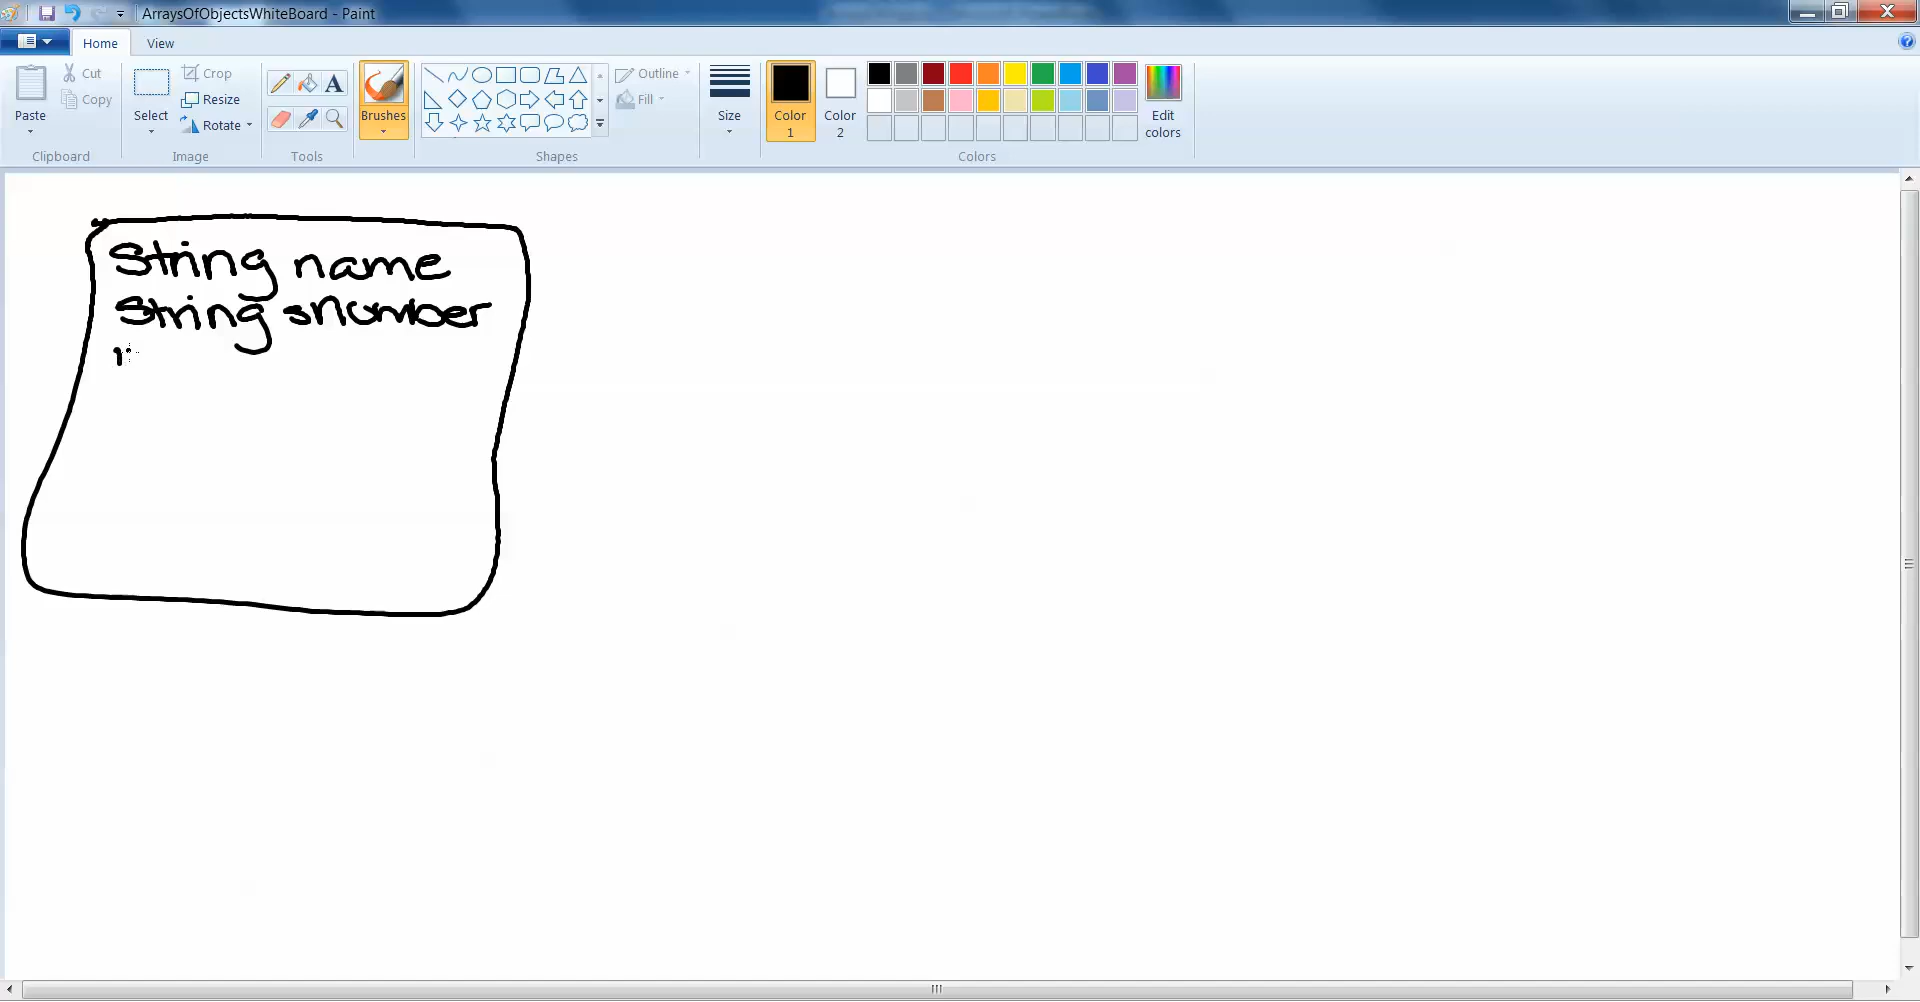 ArraysOfObjectsWhiteBoard - Paint
Home View
Paste
Cut
Copy
Clipboard
Select
Crop
Resize
Rotate
Image
A
Tools
Brushes
Outline
Fill
Shapes
Size
Color 1
Color 2
Edit colors
Colors
String name
String snumber